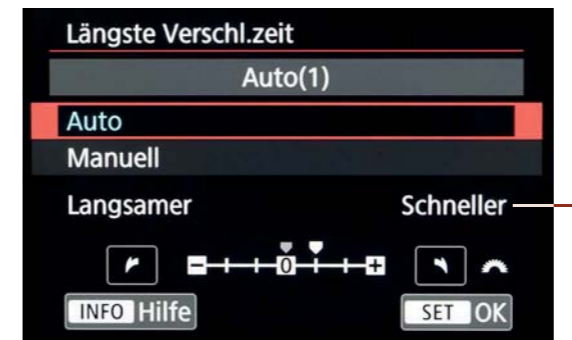 Längste Verschl.zeit
Auto(1)
Auto
Manuell
Langsamer Schneller
0
INFO Hilfe SET OK